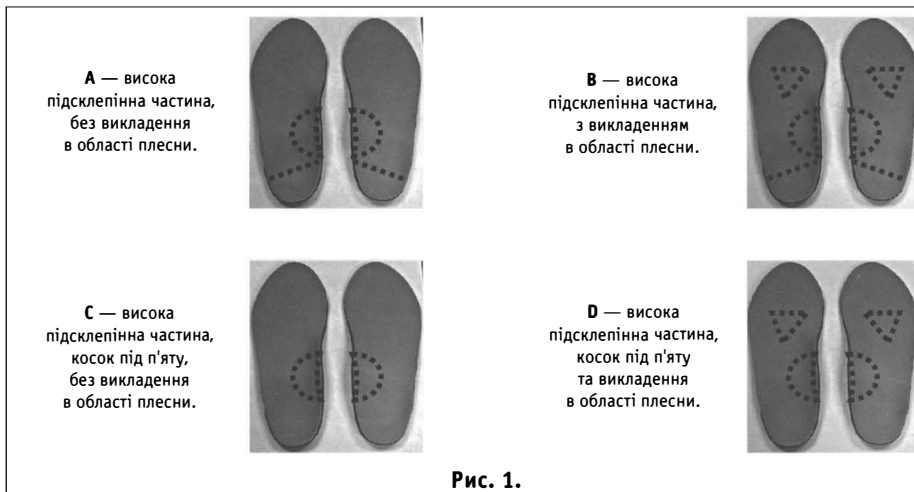 A — висока
підсклепінна частина,
без викладення
в області плесни.
B — висока
підсклепінна частина,
з викладенням
в області плесни.
C — висока
підсклепінна частина,
косок під п'яту,
без викладення
в області плесни.
D — висока
підсклепінна частина,
косок під п'яту
та викладення
в області плесни.
Рис. 1.